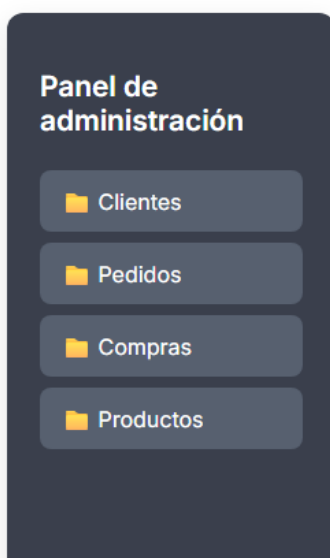 Panel de
administración
Clientes
Pedidos
Compras
Productos